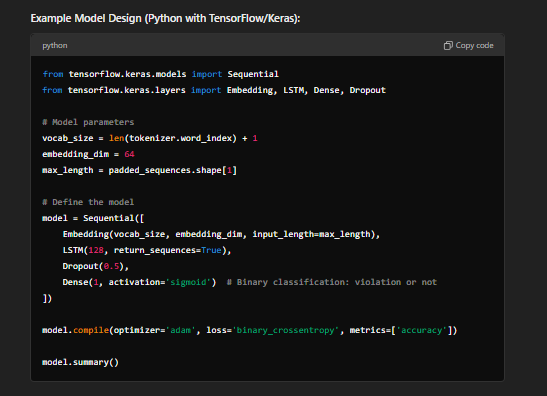 Example Model Design (Python with TensorFlow/Keras):
python
Copy code
from tensorflow.keras.models import Sequential
from tensorflow.keras.layers import Embedding, LSTM, Dense, Dropout
# Model parameters
vocab_size = len(tokenizer.word_index) + 1
embedding_dim = 64
max_length = padded_sequences.shape[1]
# Define the model
model = Sequential([
    Embedding(vocab_size, embedding_dim, input_length=max_length),
    LSTM(128, return_sequences=True),
    Dropout(0.5),
    Dense(1, activation='sigmoid')  # Binary classification: violation or not
])
model.compile(optimizer='adam', loss='binary_crossentropy', metrics=['accuracy'])
model.summary()